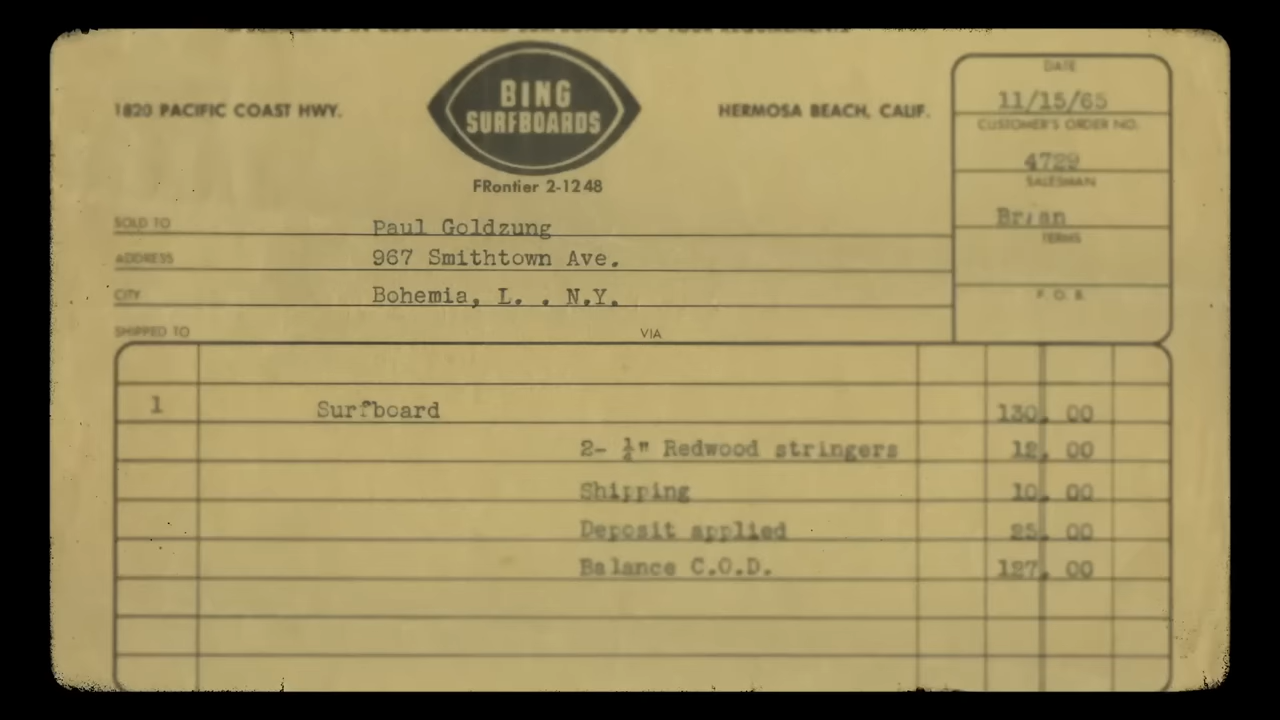 1820 PACIFIC COAST HWY.
BING
SURFBOARDS
HERMOSA BEACH, CALIF.
FRontier 2-1248
DATE
11/15/65
CUSTOMER'S ORDER NO.
4729
SALESMAN
Brian
TERMS
F. O. B.
SOLD TO Paul Goldzung
ADDRESS 967 Smithtown Ave.
CITY Bohemia, L. . N.Y.
SHIPPED TO VIA
1 Surfboard 130. 00
2- ¼" Redwood stringers 12. 00
Shipping 10. 00
Deposit applied 25. 00
Balance C.O.D. 127. 00